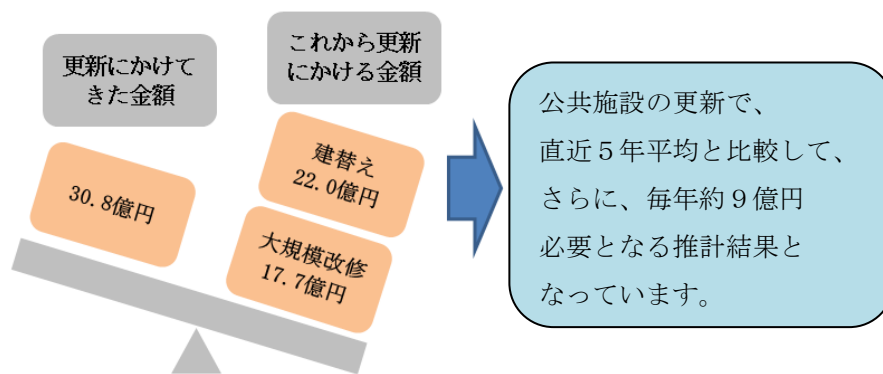 更新にかけて
きた金額
これから更新
にかける金額
30.8億円
建替え
22.0億円
大規模改修
17.7億円
公共施設の更新で、
直近５年平均と比較して、
さらに、毎年約９億円
必要となる推計結果と
なっています。